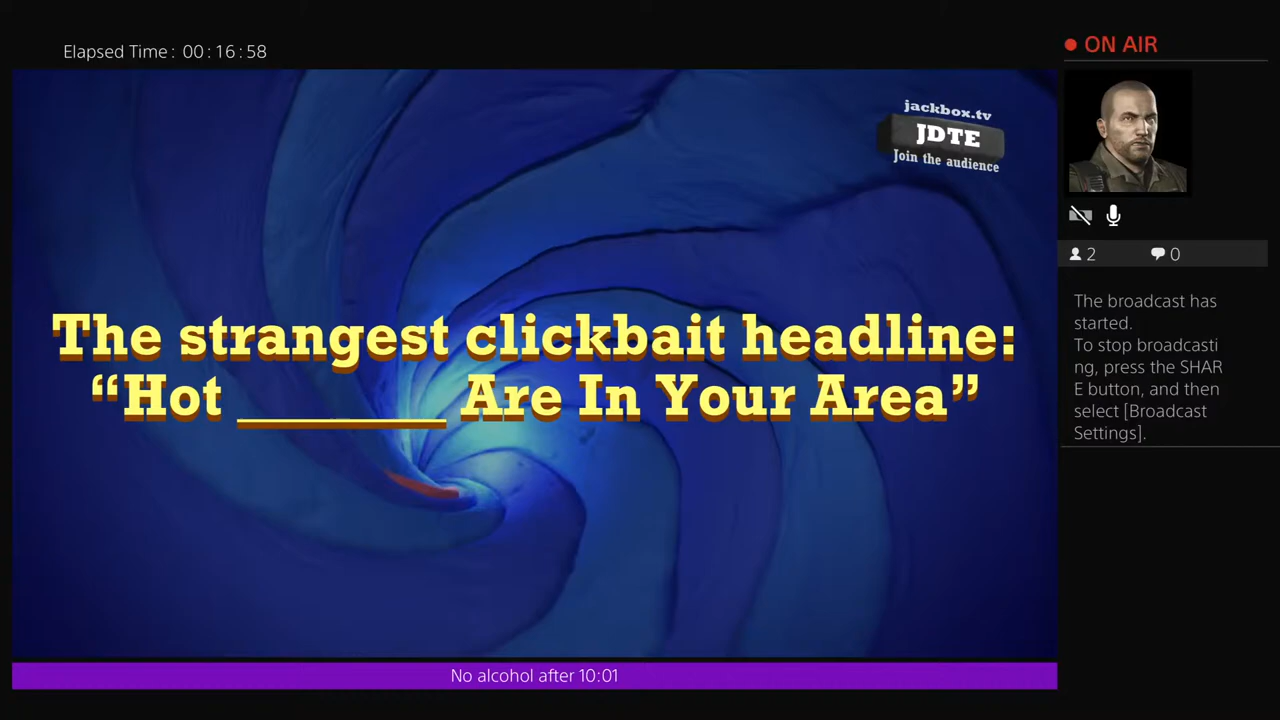 Elapsed Time: 00:16:58
ON AIR
jackbox.tv
JDTE
Join the audience
2
0
The strangest clickbait headline:
“Hot ______ Are In Your Area”
The broadcast has
started.
To stop broadcasti
ng, press the SHAR
E button, and then
select [Broadcast
Settings].
No alcohol after 10:01